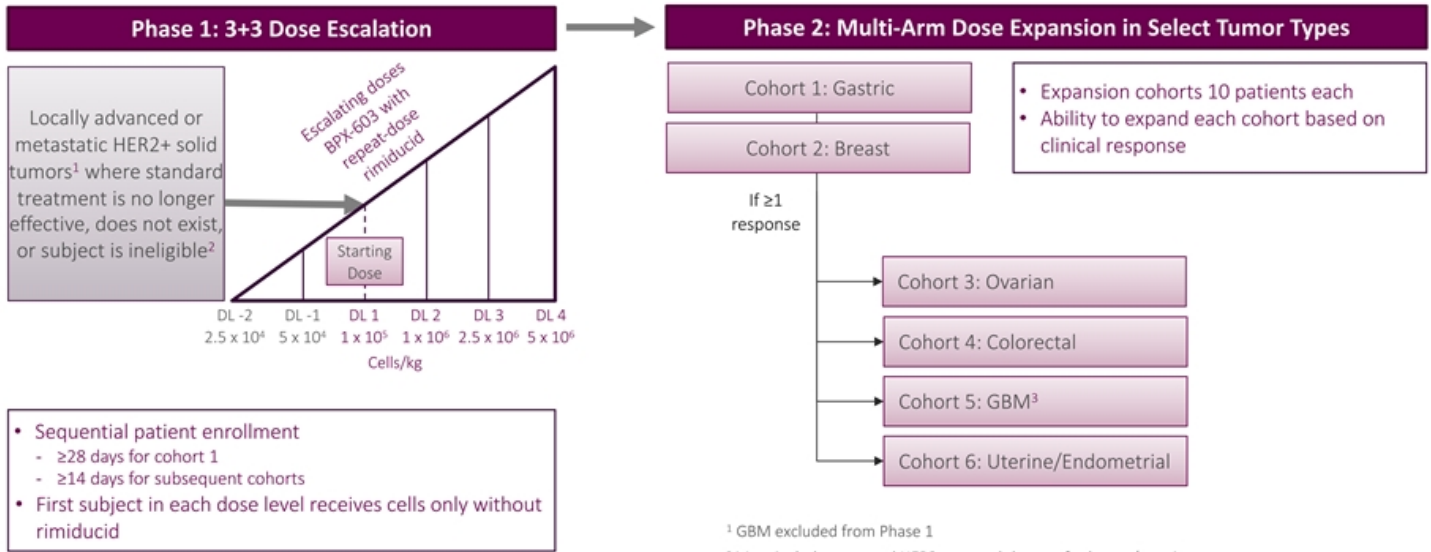 Phase 1: 3+3 Dose Escalation
Locally advanced or
metastatic HER2+ solid
tumors¹ where standard
treatment is no longer
effective, does not exist,
or subject is ineligible²
Escalating doses
BPX-603 with
repeat-dose
rimiducid
Starting
Dose
DL -2 DL -1 DL 1 DL 2 DL 3 DL 4
2.5 x 10⁴ 5 x 10⁴ 1 x 10⁵ 1 x 10⁶ 2.5 x 10⁶ 5 x 10⁶
Cells/kg
• Sequential patient enrollment
- ≥28 days for cohort 1
- ≥14 days for subsequent cohorts
• First subject in each dose level receives cells only without
rimiducid
Phase 2: Multi-Arm Dose Expansion in Select Tumor Types
Cohort 1: Gastric
Cohort 2: Breast
• Expansion cohorts 10 patients each
• Ability to expand each cohort based on
clinical response
If ≥1
response
Cohort 3: Ovarian
Cohort 4: Colorectal
Cohort 5: GBM³
Cohort 6: Uterine/Endometrial
¹ GBM excluded from Phase 1